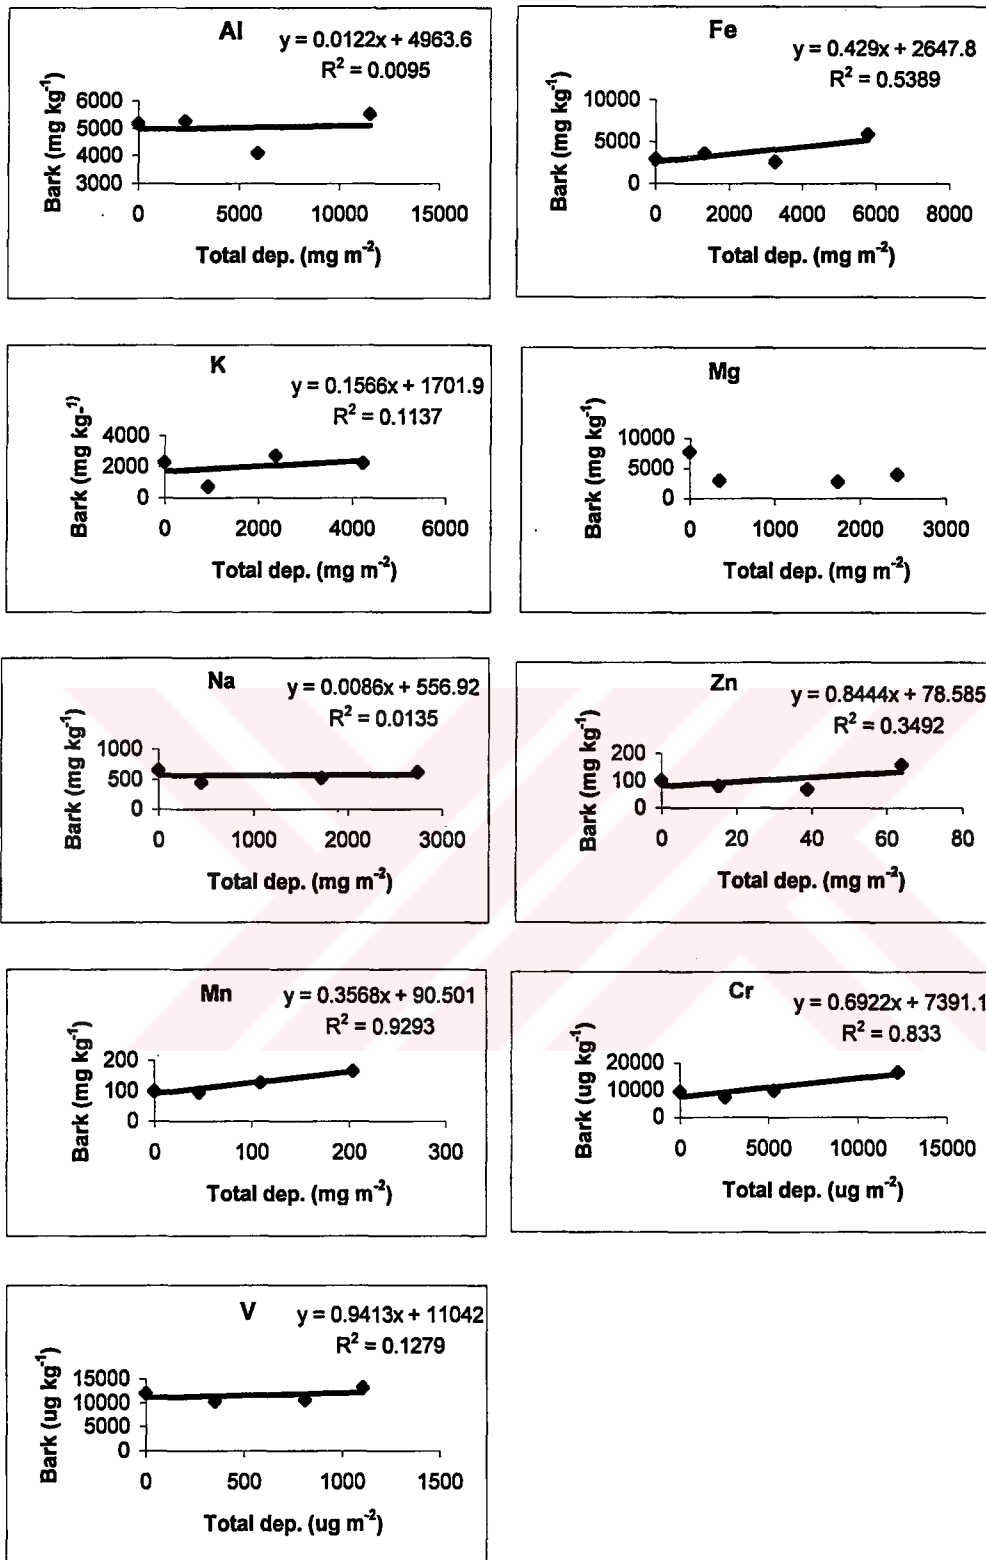 Al
y = 0.0122x + 4963.6
R² = 0.0095
Bark (mg kg⁻¹)
6000
5000
4000
3000
0 5000 10000 15000
Total dep. (mg m⁻²)
Fe
y = 0.429x + 2647.8
R² = 0.5389
Bark (mg kg⁻¹)
10000
5000
0
0 2000 4000 6000 8000
Total dep. (mg m⁻²)
K
y = 0.1566x + 1701.9
R² = 0.1137
Bark (mg kg-¹⁾
4000
2000
0
0 2000 4000 6000
Total dep. (mg m⁻²)
Mg
Bark (mg kg⁻¹)
10000
5000
0
0 1000 2000 3000
Total dep. (mg m⁻²)
Na
y = 0.0086x + 556.92
R² = 0.0135
Bark (mg kg⁻¹)
1000
500
0
0 1000 2000 3000
Total dep. (mg m⁻²)
Zn
y = 0.8444x + 78.585
R² = 0.3492
Bark (mg kg⁻¹)
200
100
0
0 20 40 60 80
Total dep. (mg m⁻²)
Mn
y = 0.3568x + 90.501
R² = 0.9293
Bark (mg kg⁻¹)
200
100
0
0 100 200 300
Total dep. (mg m⁻²)
Cr
y = 0.6922x + 7391.1
R² = 0.833
Bark (ug kg⁻¹)
20000
10000
0
0 5000 10000 15000
Total dep. (ug m⁻²)
V
y = 0.9413x + 11042
R² = 0.1279
Bark (ug kg⁻¹)
15000
10000
5000
0
0 500 1000 1500
Total dep. (ug m⁻²)